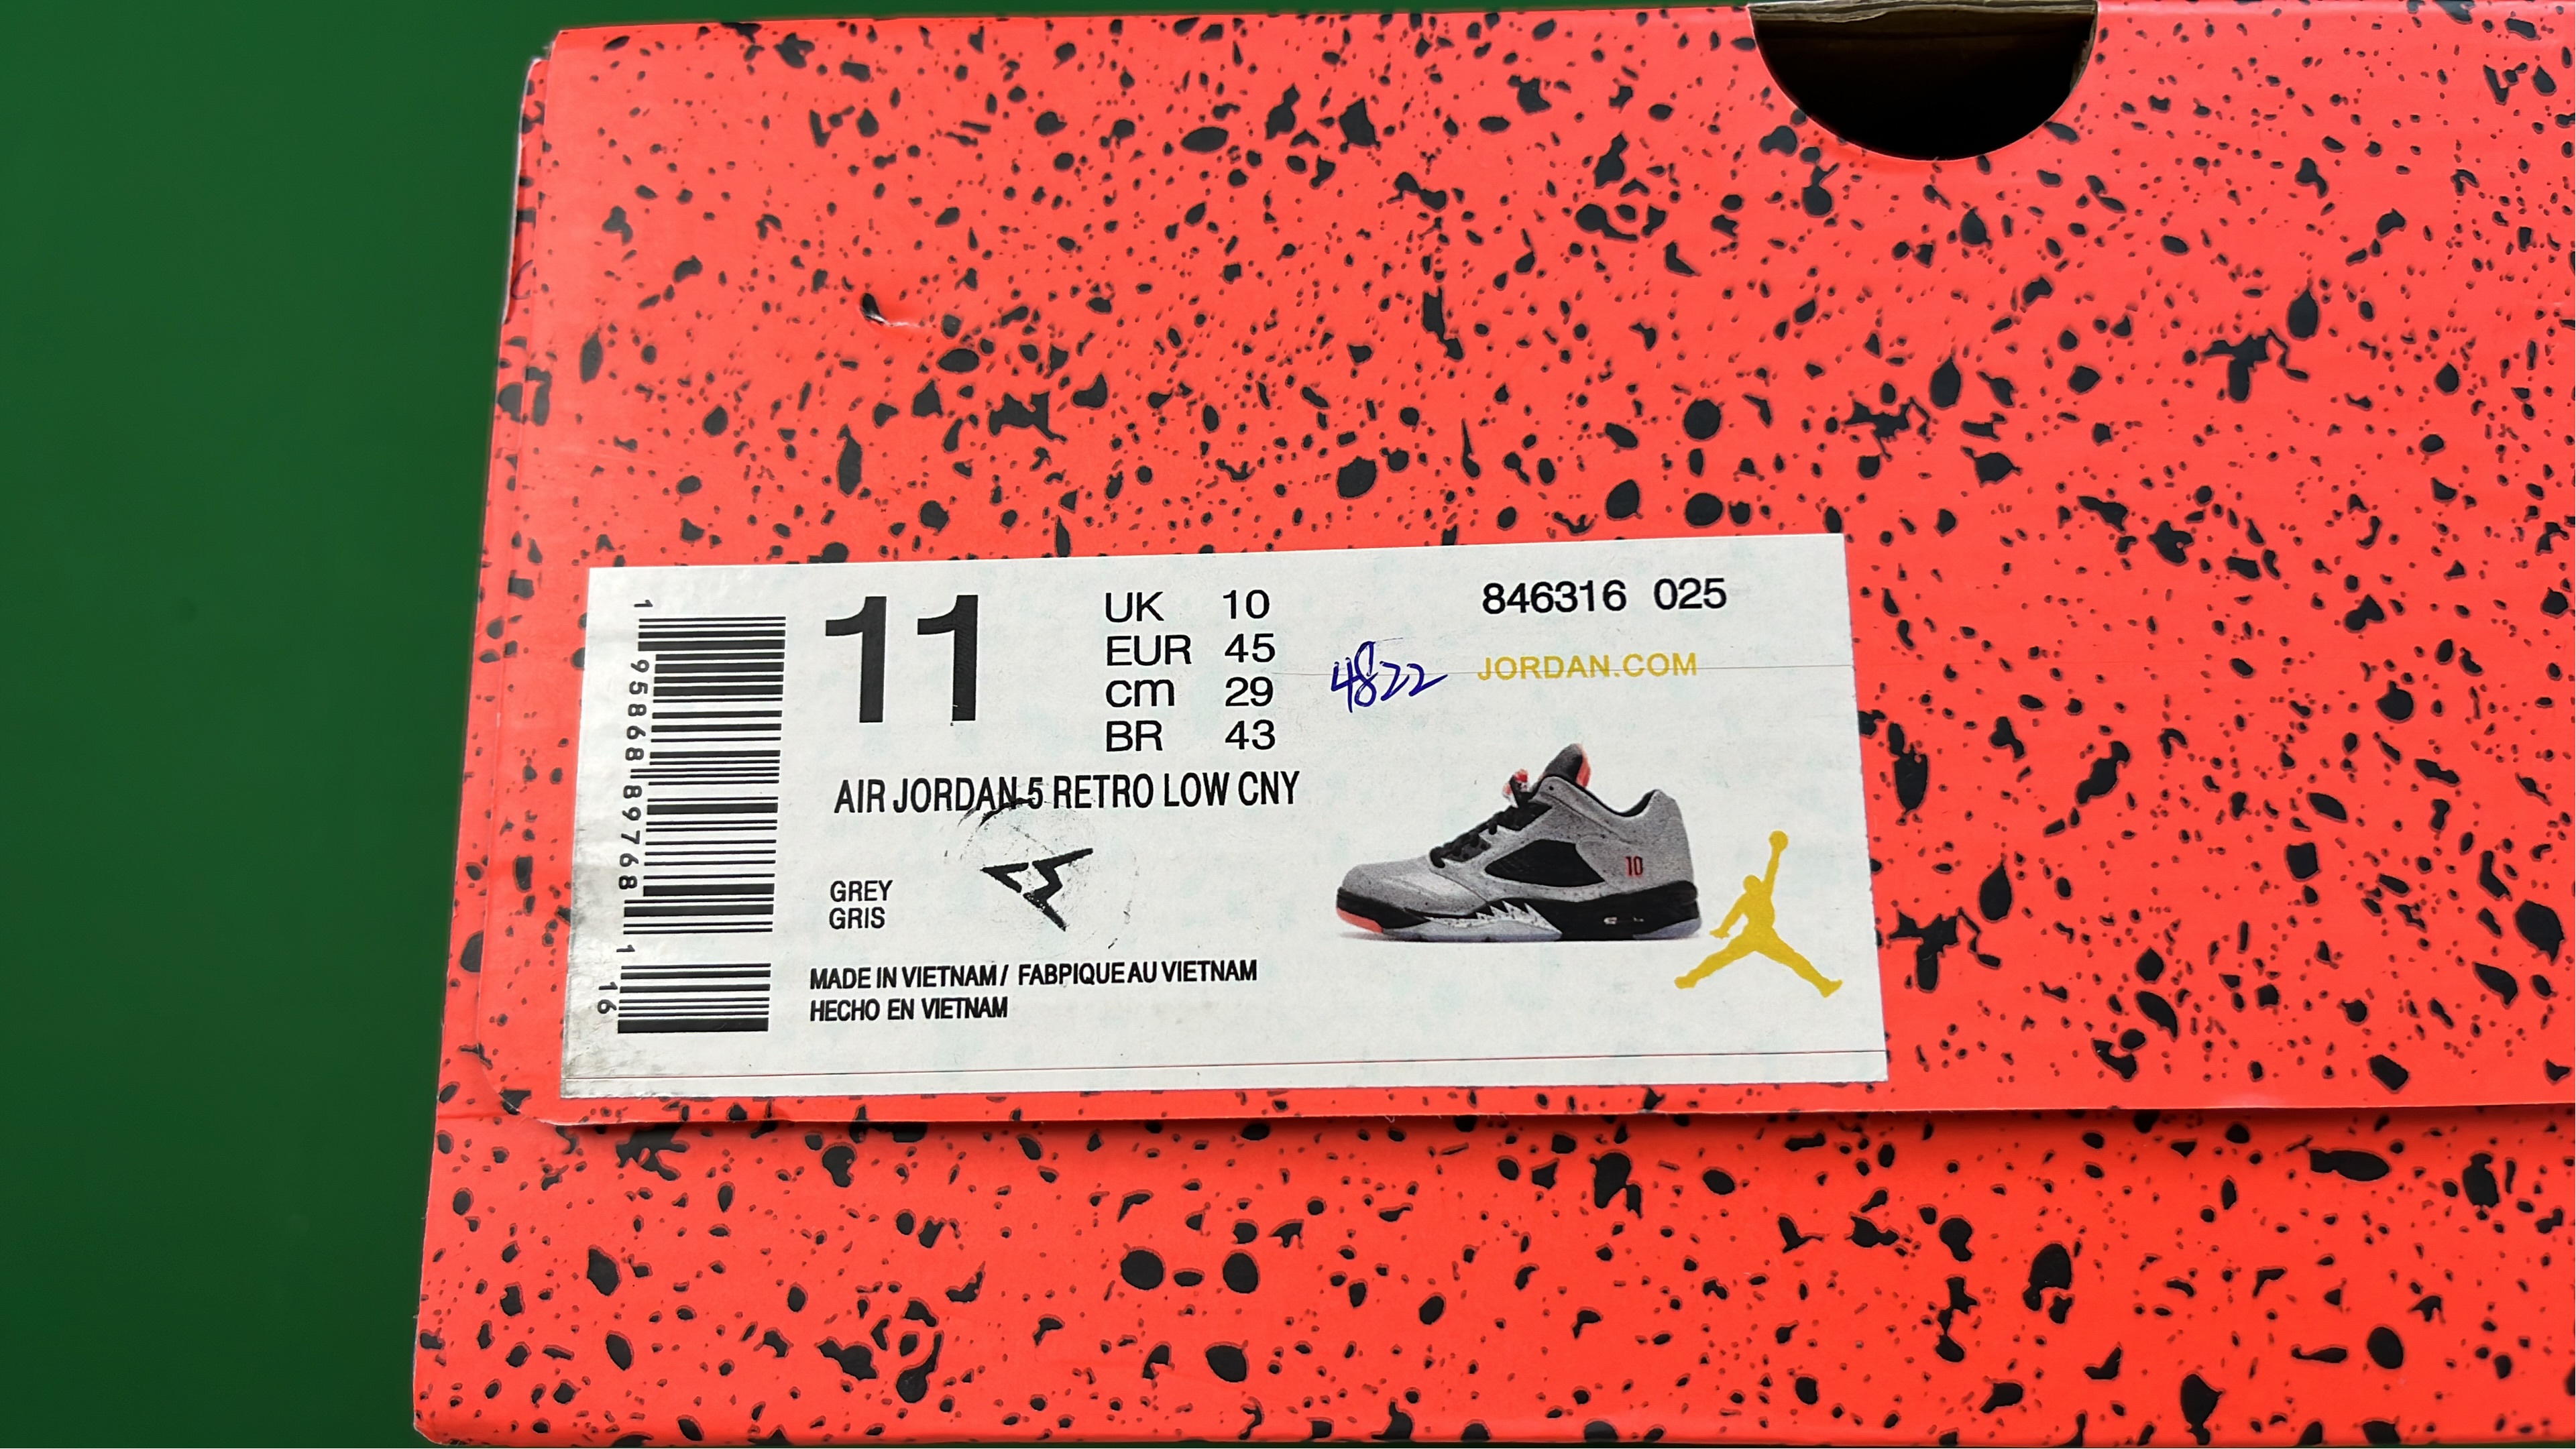 1 95868 89768 1 16
11
UK 10
EUR 45
cm 29
BR 43
846316 025
JORDAN.COM
4822
AIR JORDAN 5 RETRO LOW CNY
GREY
GRIS
10
MADE IN VIETNAM / FABPIQUE AU VIETNAM
HECHO EN VIETNAM